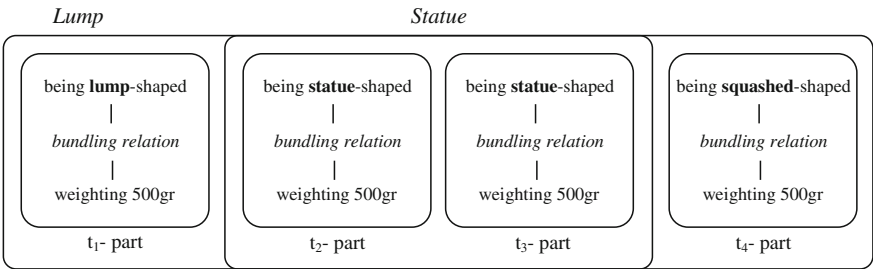 Lump Statue
being lump-shaped being statue-shaped being statue-shaped being squashed-shaped
bundling relation bundling relation bundling relation bundling relation
weighting 500gr weighting 500gr weighting 500gr weighting 500gr
t₁- part t₂- part t₃- part t₄- part